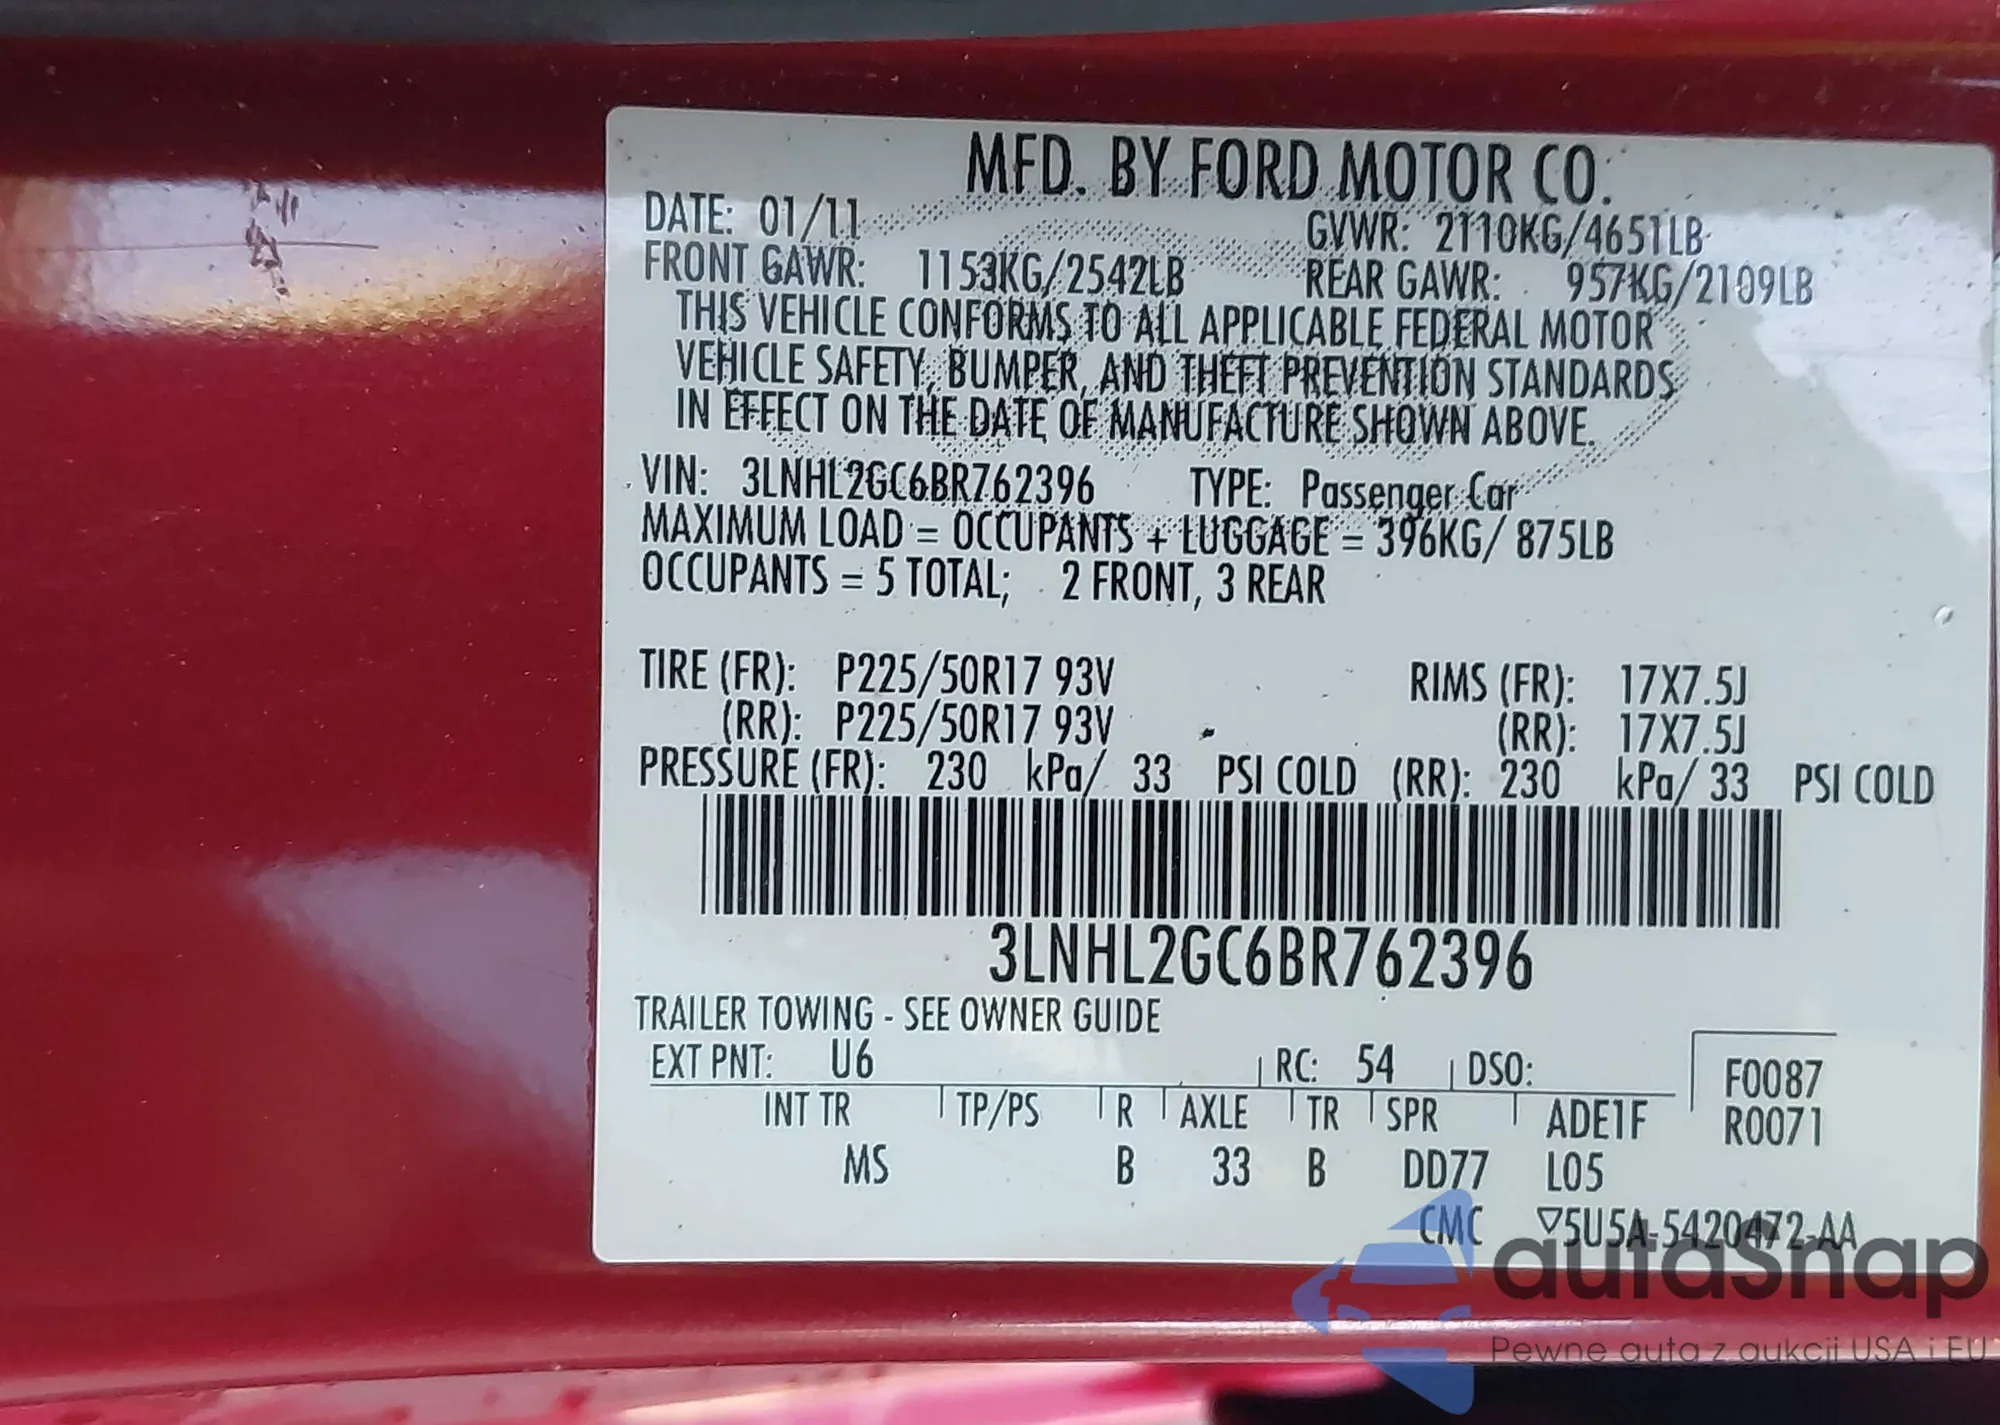 MFD. BY FORD MOTOR CO.
DATE: 01/11 GVWR: 2110KG/4651LB
FRONT GAWR: 1153KG/2542LB REAR GAWR: 957KG/2109LB
THIS VEHICLE CONFORMS TO ALL APPLICABLE FEDERAL MOTOR
VEHICLE SAFETY, BUMPER, AND THEFT PREVENTION STANDARDS
IN EFFECT ON THE DATE OF MANUFACTURE SHOWN ABOVE.
VIN: 3LNHL2GC6BR762396 TYPE: Passenger Car
MAXIMUM LOAD = OCCUPANTS + LUGGAGE = 396KG/ 875LB
OCCUPANTS = 5 TOTAL; 2 FRONT, 3 REAR
TIRE (FR): P225/50R17 93V RIMS (FR): 17X7.5J
(RR): P225/50R17 93V (RR): 17X7.5J
PRESSURE (FR): 230 kPa/ 33 PSI COLD (RR): 230 kPa/ 33 PSI COLD
3LNHL2GC6BR762396
TRAILER TOWING - SEE OWNER GUIDE
EXT PNT: U6 RC: 54 DSO: F0087
INT TR TP/PS R AXLE TR SPR ADE1F R0071
MS B 33 B DD77 L05
CMC ▽5U5A-5420472-AA
autoSnap
Pewne auta z aukcji USA i EU